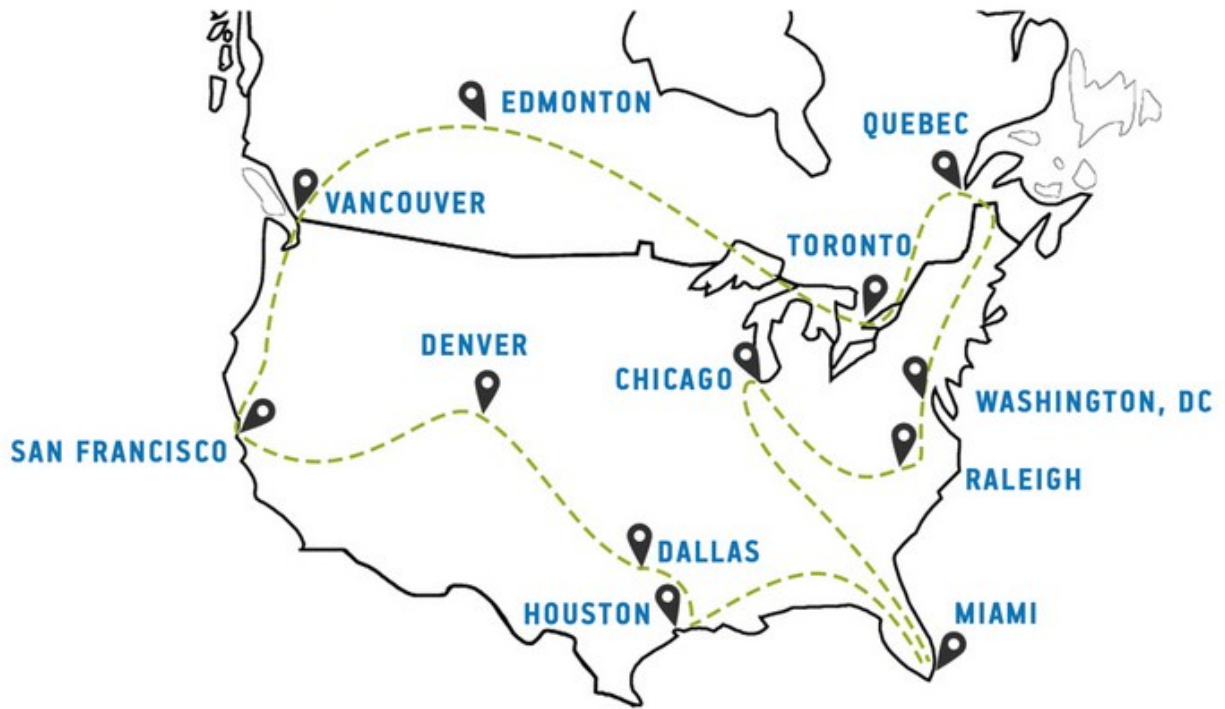 EDMONTON
QUEBEC
VANCOUVER
TORONTO
DENVER
CHICAGO
WASHINGTON, DC
SAN FRANCISCO
RALEIGH
DALLAS
HOUSTON
MIAMI